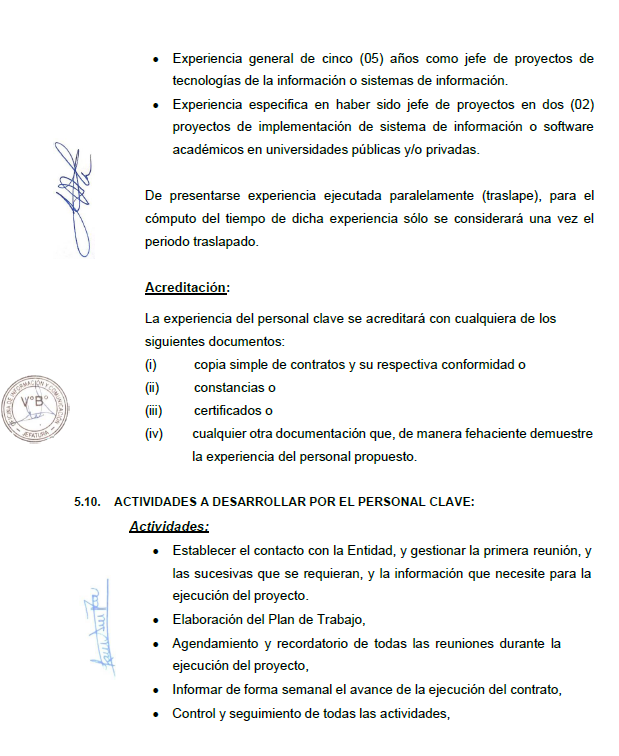 • Experiencia general de cinco (05) años como jefe de proyectos de
tecnologías de la información o sistemas de información.
• Experiencia especifica en haber sido jefe de proyectos en dos (02)
proyectos de implementación de sistema de información o software
académicos en universidades públicas y/o privadas.
De presentarse experiencia ejecutada paralelamente (traslape), para el
cómputo del tiempo de dicha experiencia sólo se considerará una vez el
periodo traslapado.
Acreditación:
La experiencia del personal clave se acreditará con cualquiera de los
siguientes documentos:
(i) copia simple de contratos y su respectiva conformidad o
(ii) constancias o
(iii) certificados o
(iv) cualquier otra documentación que, de manera fehaciente demuestre
la experiencia del personal propuesto.
OFICINA DE INFORMACIÓN Y COMUNICACIÓN
V°B°
JEFATURA
5.10. ACTIVIDADES A DESARROLLAR POR EL PERSONAL CLAVE:
Actividades:
• Establecer el contacto con la Entidad, y gestionar la primera reunión, y
las sucesivas que se requieran, y la información que necesite para la
ejecución del proyecto.
• Elaboración del Plan de Trabajo,
• Agendamiento y recordatorio de todas las reuniones durante la
ejecución del proyecto,
• Informar de forma semanal el avance de la ejecución del contrato,
• Control y seguimiento de todas las actividades,